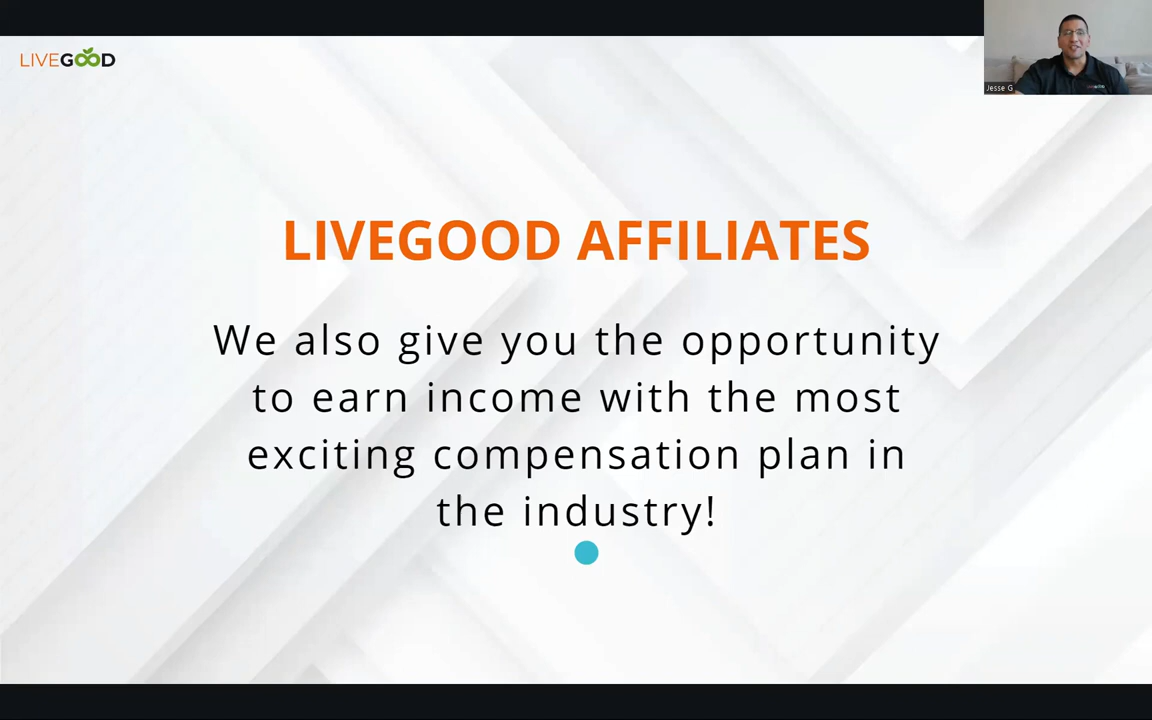 LIVEGOOD
Jesse G
LIVEGOOD AFFILIATES
We also give you the opportunity
to earn income with the most
exciting compensation plan in
the industry!